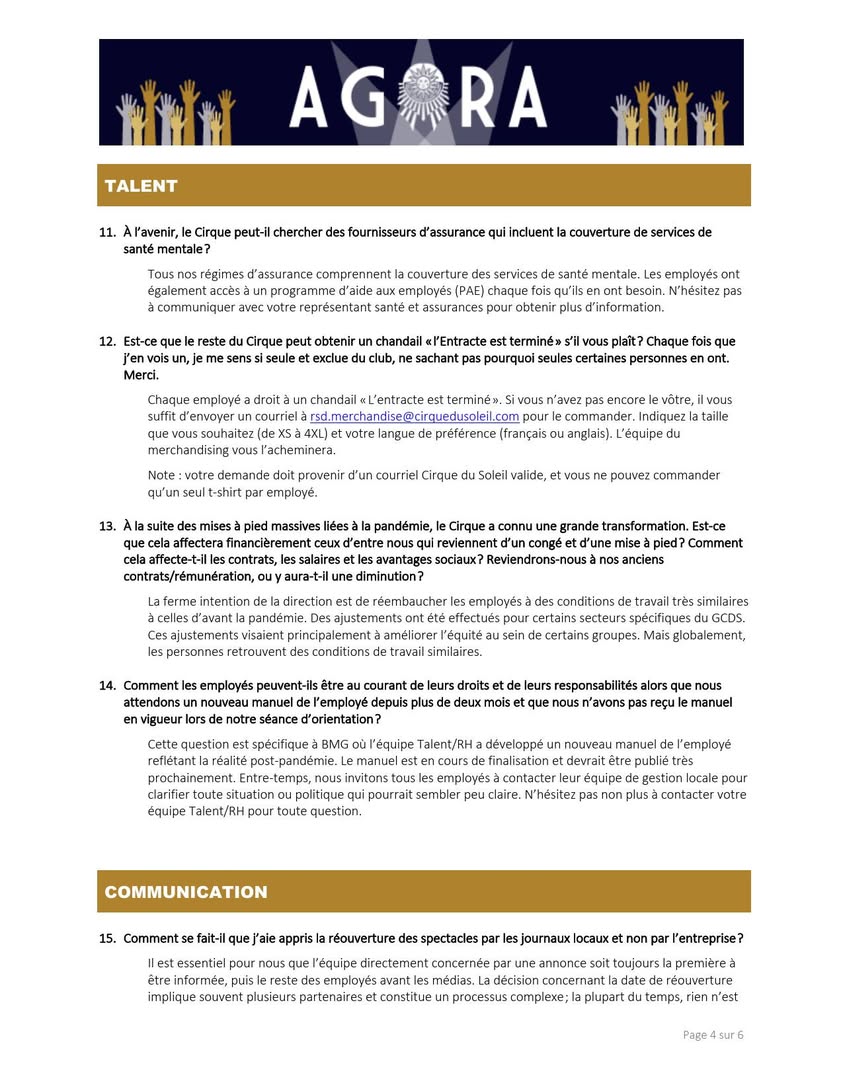 AGORA
TALENT
11. À l'avenir, le Cirque peut-il chercher des fournisseurs d'assurance qui incluent la couverture de services de
santé mentale ?
Tous nos régimes d'assurance comprennent la couverture des services de santé mentale. Les employés ont
également accès à un programme d'aide aux employés (PAE) chaque fois qu'ils en ont besoin. N'hésitez pas
à communiquer avec votre représentant santé et assurances pour obtenir plus d'information.
12. Est-ce que le reste du Cirque peut obtenir un chandail « l'Entracte est terminé » s'il vous plaît ? Chaque fois que
j'en vois un, je me sens si seule et exclue du club, ne sachant pas pourquoi seules certaines personnes en ont.
Merci.
Chaque employé a droit à un chandail « L'entracte est terminé ». Si vous n'avez pas encore le vôtre, il vous
suffit d'envoyer un courriel à rsd.merchandise@cirquedusoleil.com pour le commander. Indiquez la taille
que vous souhaitez (de XS à 4XL) et votre langue de préférence (français ou anglais). L'équipe du
merchandising vous l'acheminera.
Note : votre demande doit provenir d'un courriel Cirque du Soleil valide, et vous ne pouvez commander
qu'un seul t-shirt par employé.
13. À la suite des mises à pied massives liées à la pandémie, le Cirque a connu une grande transformation. Est-ce
que cela affectera financièrement ceux d'entre nous qui reviennent d'un congé et d'une mise à pied ? Comment
cela affecte-t-il les contrats, les salaires et les avantages sociaux ? Reviendrons-nous à nos anciens
contrats/rémunération, ou y aura-t-il une diminution ?
La ferme intention de la direction est de réembaucher les employés à des conditions de travail très similaires
à celles d'avant la pandémie. Des ajustements ont été effectués pour certains secteurs spécifiques du GCDS.
Ces ajustements visaient principalement à améliorer l'équité au sein de certains groupes. Mais globalement,
les personnes retrouvent des conditions de travail similaires.
14. Comment les employés peuvent-ils être au courant de leurs droits et de leurs responsabilités alors que nous
attendons un nouveau manuel de l'employé depuis plus de deux mois et que nous n'avons pas reçu le manuel
en vigueur lors de notre séance d'orientation ?
Cette question est spécifique à BMG où l'équipe Talent/RH a développé un nouveau manuel de l'employé
reflétant la réalité post-pandémie. Le manuel est en cours de finalisation et devrait être publié très
prochainement. Entre-temps, nous invitons tous les employés à contacter leur équipe de gestion locale pour
clarifier toute situation ou politique qui pourrait sembler peu claire. N'hésitez pas non plus à contacter votre
équipe Talent/RH pour toute question.
COMMUNICATION
15. Comment se fait-il que j'aie appris la réouverture des spectacles par les journaux locaux et non par l'entreprise ?
Il est essentiel pour nous que l'équipe directement concernée par une annonce soit toujours la première à
être informée, puis le reste des employés avant les médias. La décision concernant la date de réouverture
implique souvent plusieurs partenaires et constitue un processus complexe ; la plupart du temps, rien n'est
Page 4 sur 6